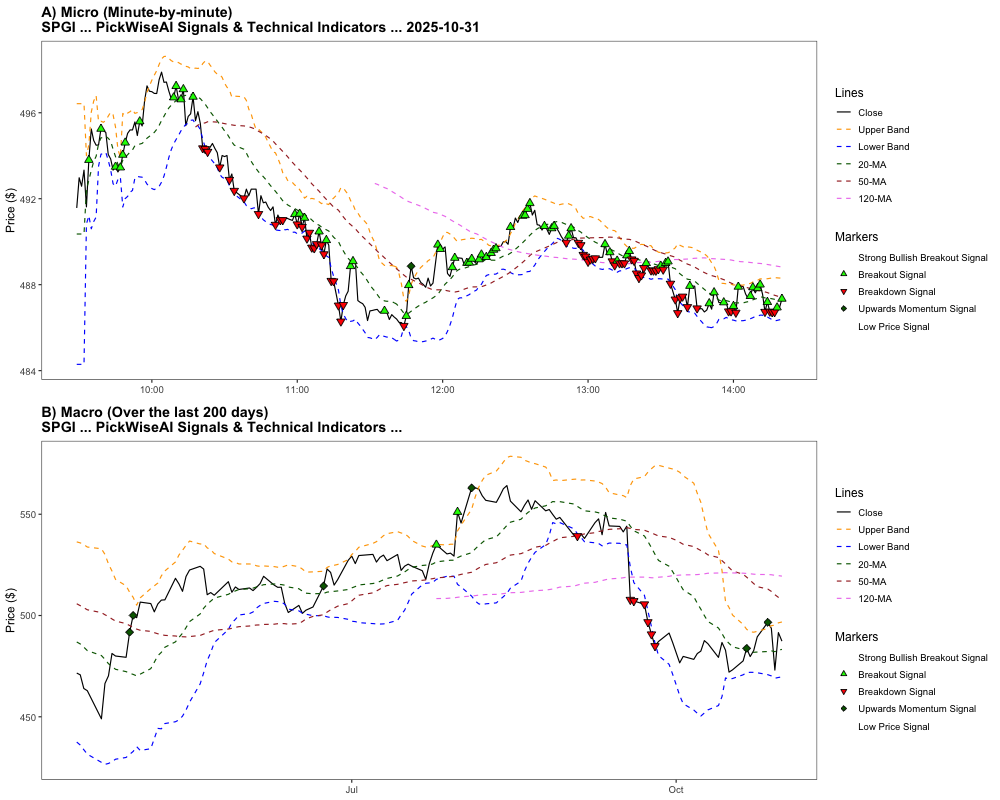 A) Micro (Minute-by-minute)
SPGI ... PickWiseAI Signals & Technical Indicators ... 2025-10-31
Price ($)
496
492
488
484
10:00
11:00
12:00
13:00
14:00
Lines
Close
Upper Band
Lower Band
20-MA
50-MA
120-MA
Markers
Strong Bullish Breakout Signal
Breakout Signal
Breakdown Signal
Upwards Momentum Signal
Low Price Signal
B) Macro (Over the last 200 days)
SPGI ... PickWiseAI Signals & Technical Indicators ...
Price ($)
550
500
450
Jul
Oct
Lines
Close
Upper Band
Lower Band
20-MA
50-MA
120-MA
Markers
Strong Bullish Breakout Signal
Breakout Signal
Breakdown Signal
Upwards Momentum Signal
Low Price Signal